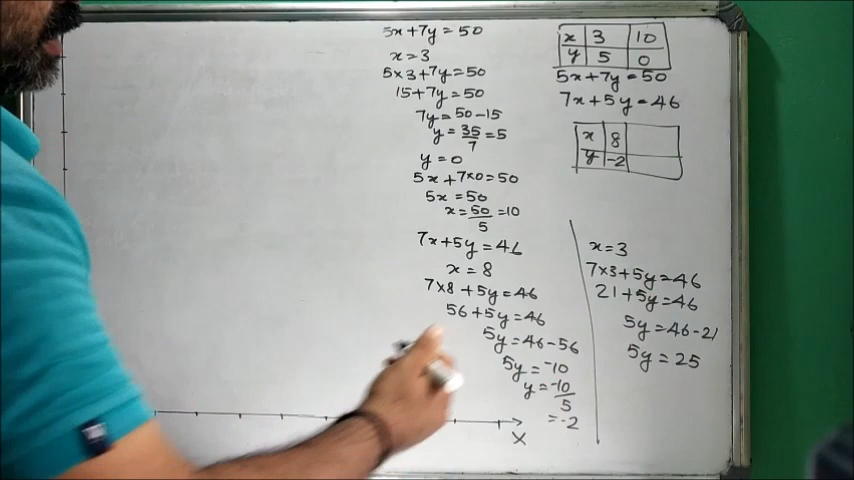 5x+7y=50
x=3
5×3+7y=50
15+7y=50
7y=50-15
y=35/7=5
y=0
5x+7×0=50
5x=50
x=50/5=10
7x+5y=46
x=8
7×8+5y=46
56+5y=46
5y=46-56
5y=-10
y=-10/5
=-2
x 3 10
y 5 0
5x+7y=50
7x+5y=46
x 8
y -2
x=3
7×3+5y=46
21+5y=46
5y=46-21
5y=25
X